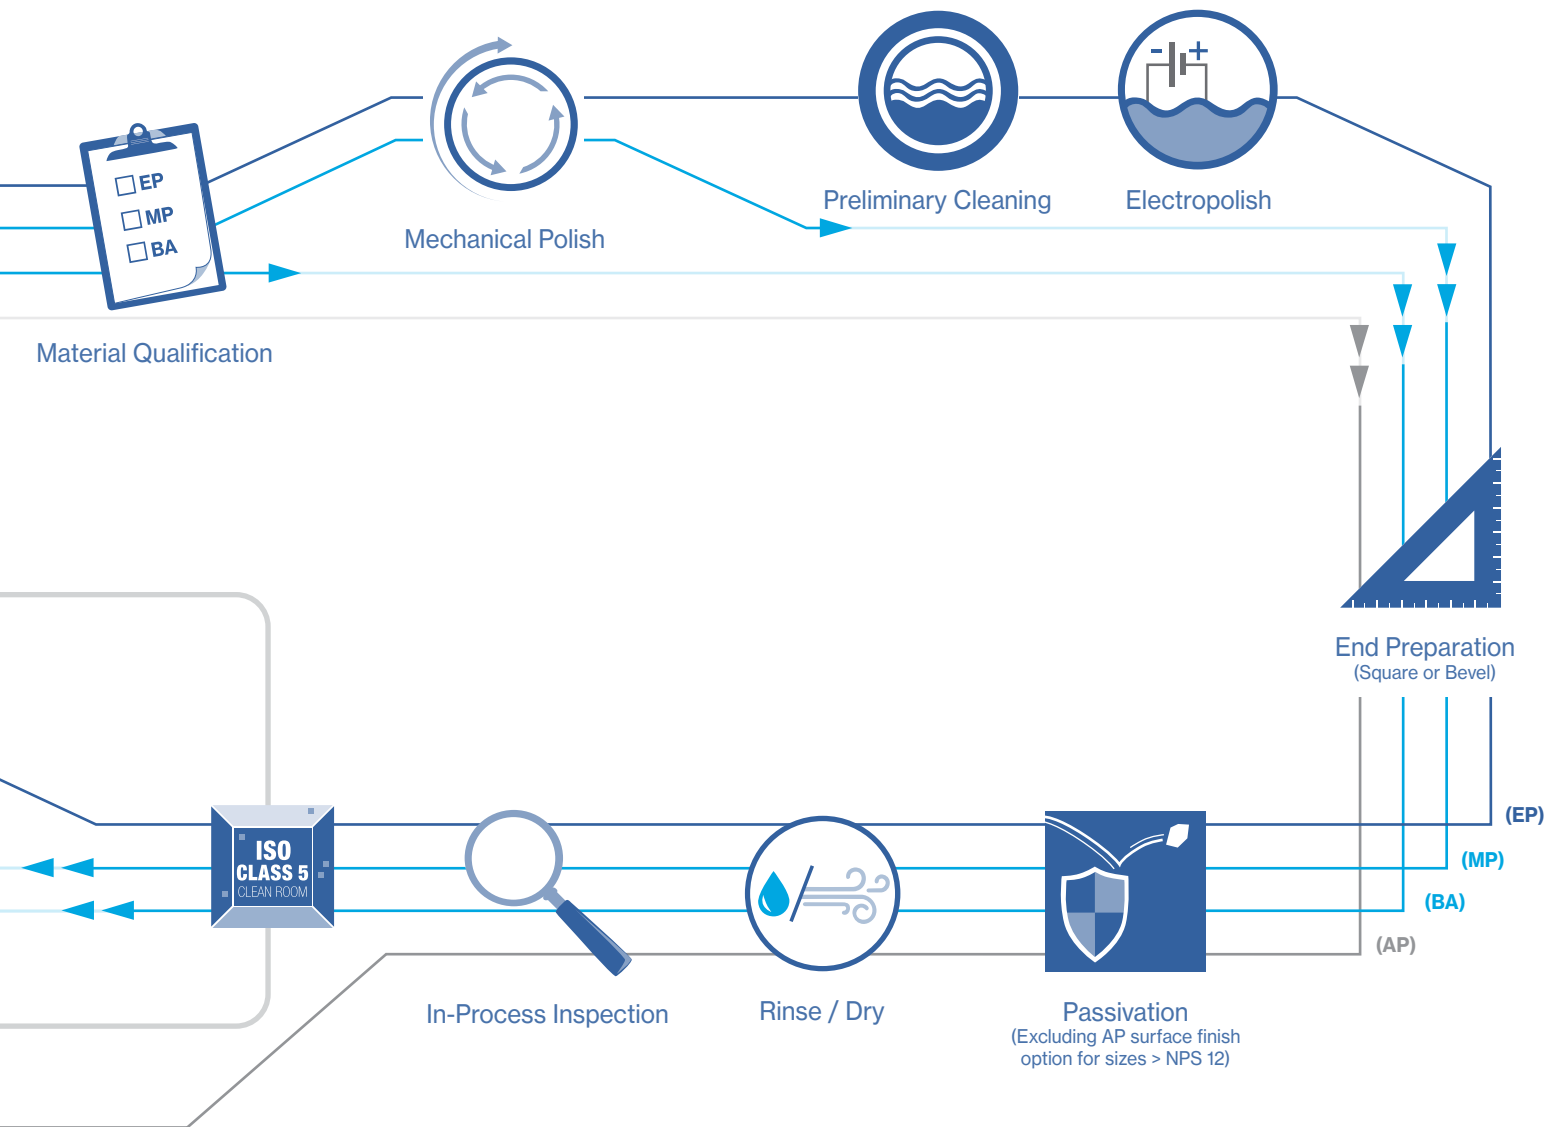 - +
EP
MP
BA
Preliminary Cleaning
Electropolish
Mechanical Polish
Material Qualification
End Preparation
(Square or Bevel)
(EP)
(MP)
(BA)
(AP)
ISO
CLASS 5
CLEAN ROOM
In-Process Inspection
Rinse / Dry
Passivation
(Excluding AP surface finish
option for sizes > NPS 12)